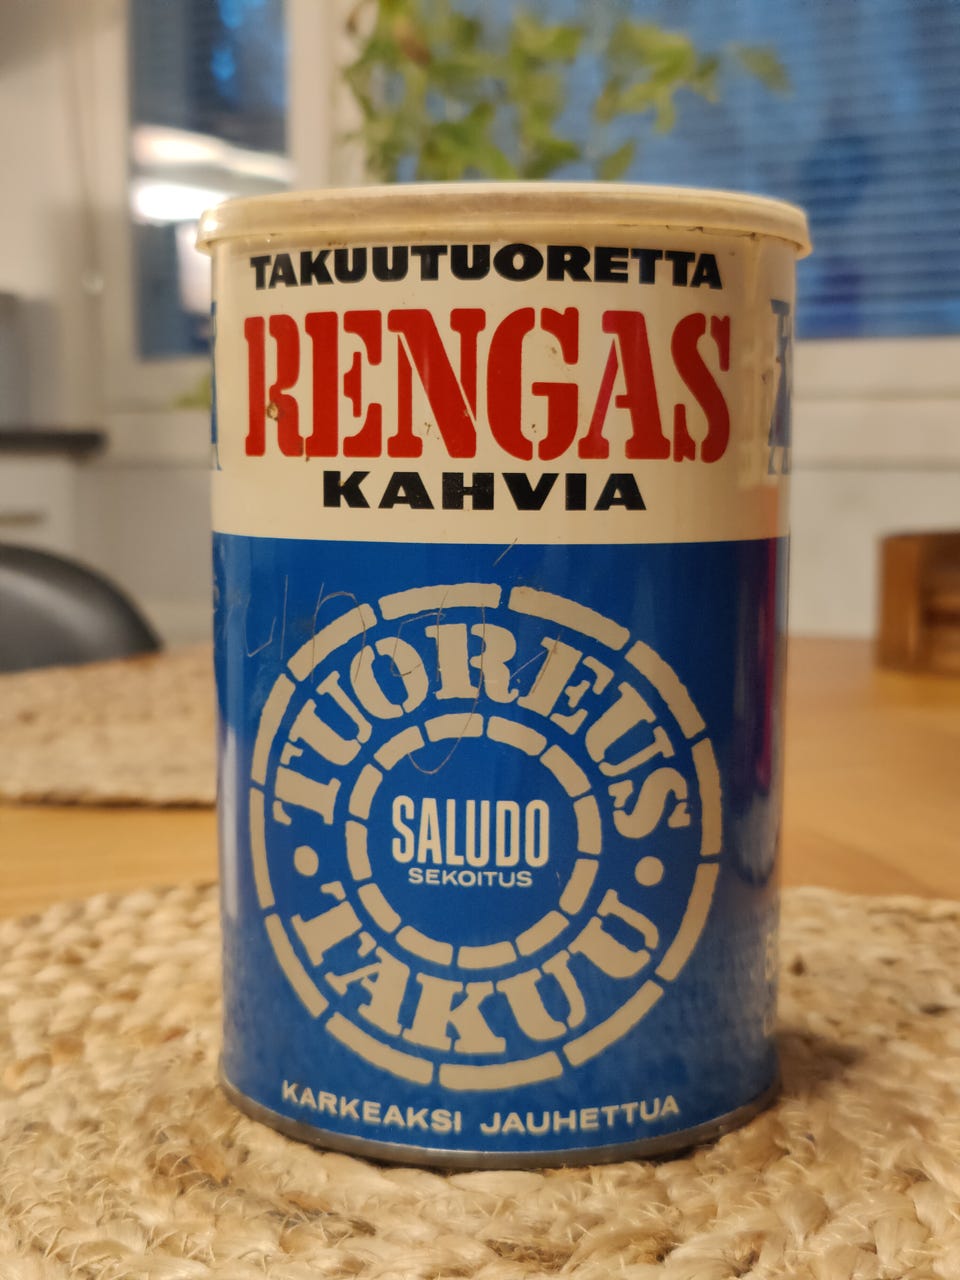 TAKUUTUORETTA
RENGAS
KAHVIA
TUOREUS
SALUDO
SEKOITUS
TAKUU
KARKEAKSI JAUHETTUA